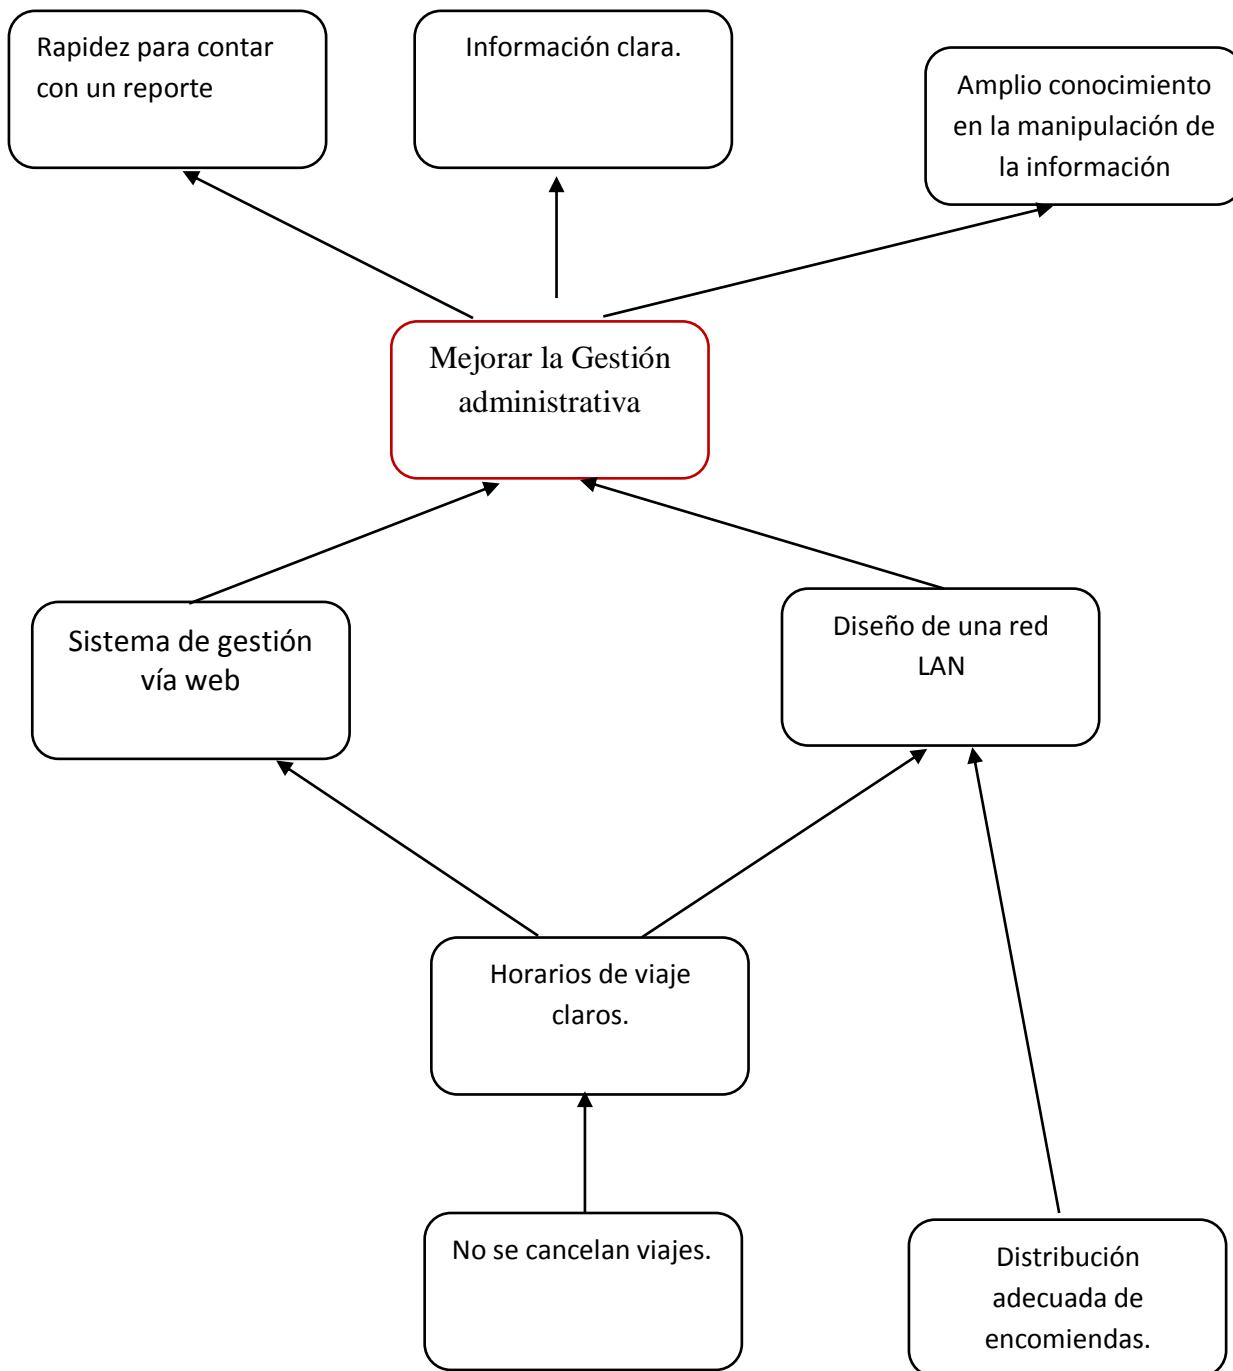 Rapidez para contar
con un reporte
Información clara.
Amplio conocimiento
en la manipulación de
la información
Mejorar la Gestión
administrativa
Sistema de gestión
vía web
Diseño de una red
LAN
Horarios de viaje
claros.
No se cancelan viajes.
Distribución
adecuada de
encomiendas.